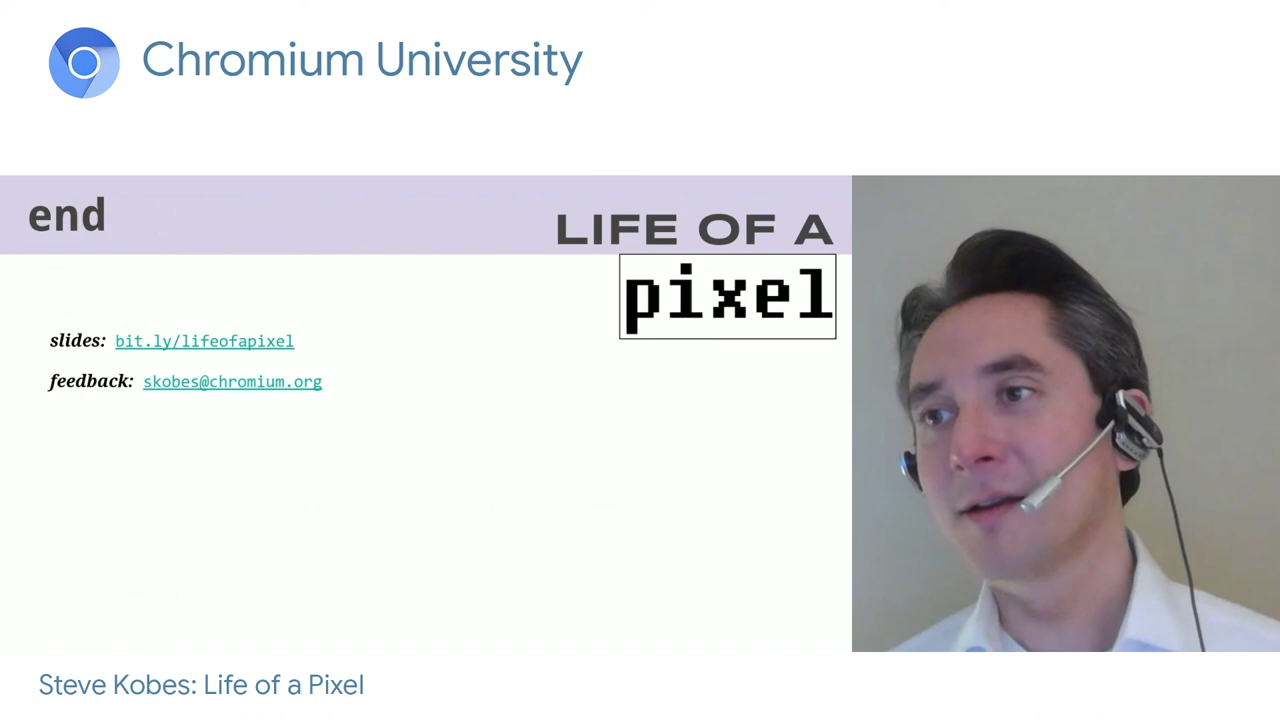 Chromium University
end
LIFE OF A
pixel
slides: bit.ly/lifeofapixel
feedback: skobes@chromium.org
Steve Kobes: Life of a Pixel